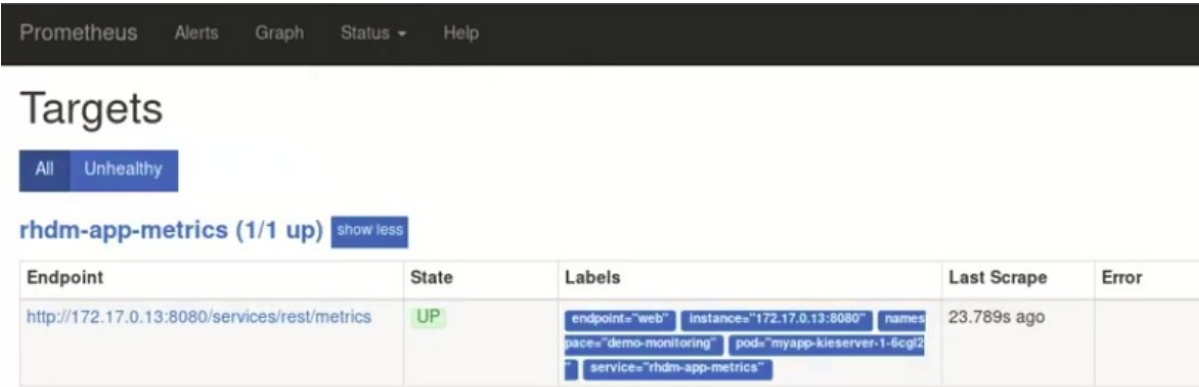 Prometheus Alerts Graph Status Help
Targets
All Unhealthy
rhdm-app-metrics (1/1 up) show less
Endpoint State Labels Last Scrape Error
http://172.17.0.13:8080/services/rest/metrics UP endpoint="web" instance="172.17.0.13:8080" names 23.789s ago
pace="demo-monitoring" pod="myapp-kieserver-1-6cgl2
" service="rhdm-app-metrics"